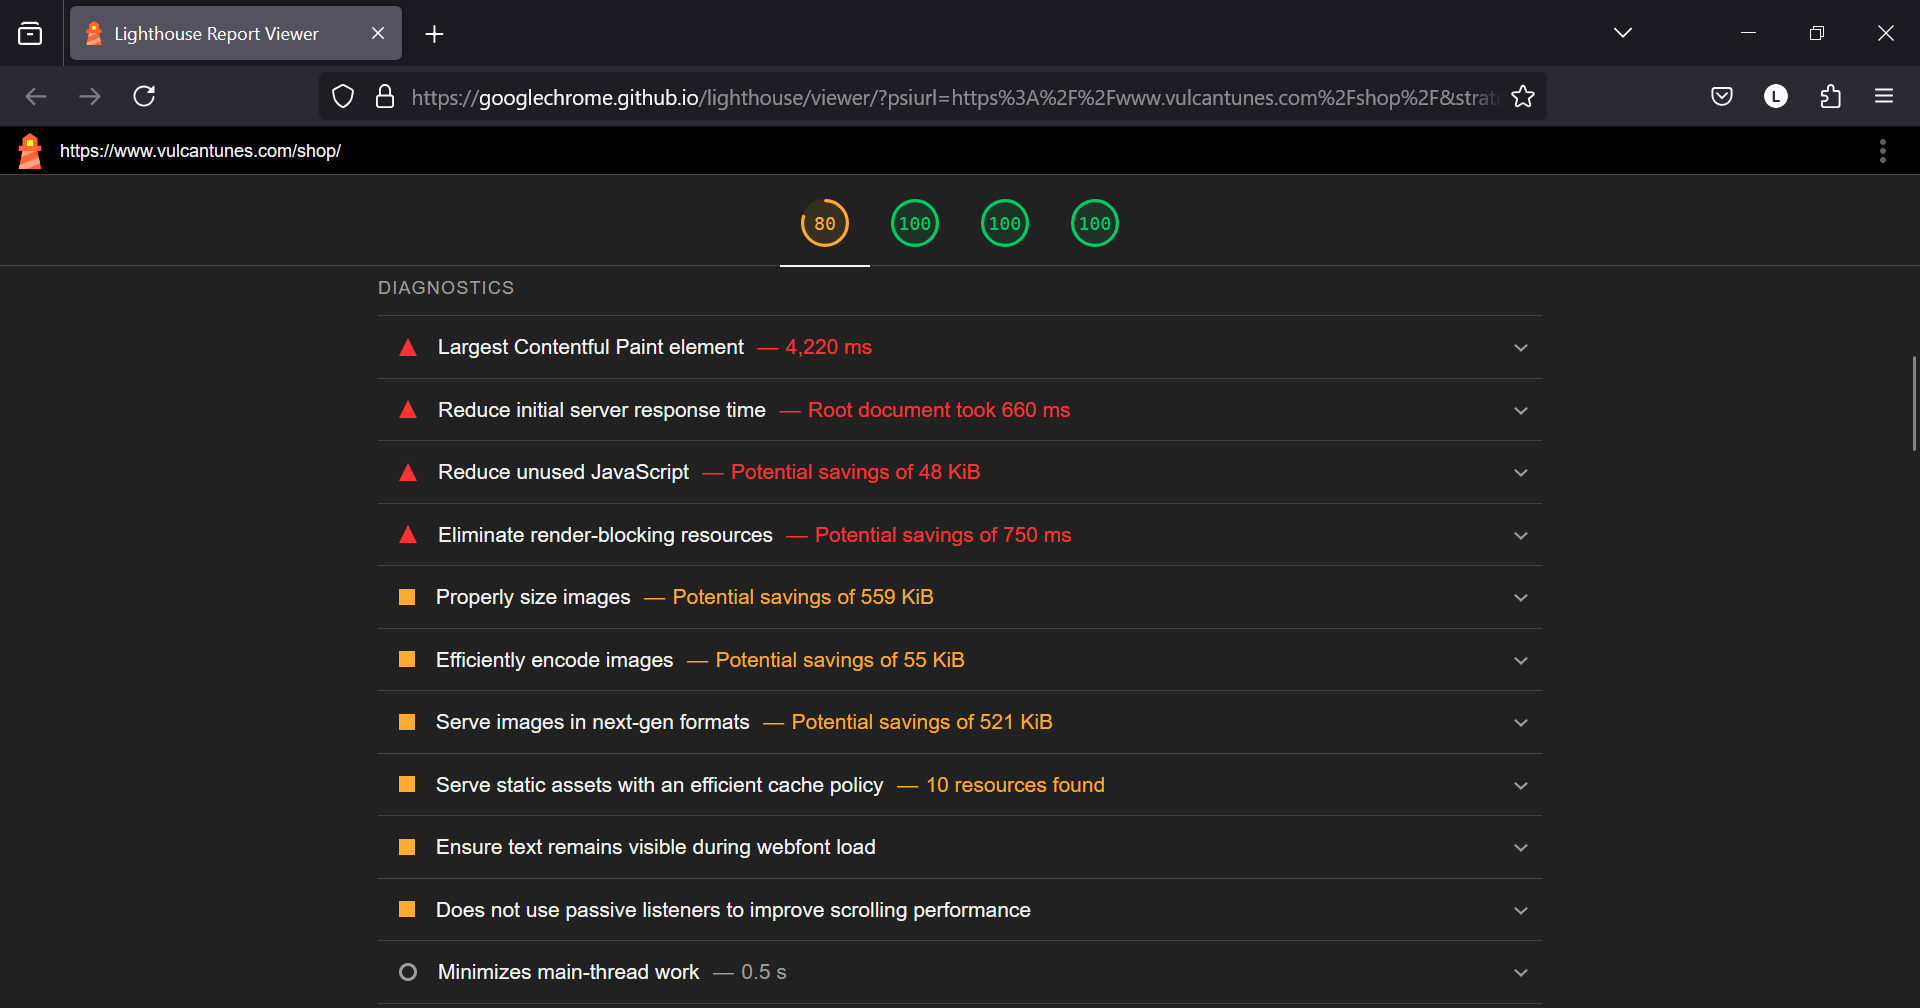 Lighthouse Report Viewer
https://googlechrome.github.io/lighthouse/viewer/?psiurl=https%3A%2F%2Fwww.vulcantunes.com%2Fshop%2F&strat
L
https://www.vulcantunes.com/shop/
80 100 100 100
DIAGNOSTICS
Largest Contentful Paint element — 4,220 ms
Reduce initial server response time — Root document took 660 ms
Reduce unused JavaScript — Potential savings of 48 KiB
Eliminate render-blocking resources — Potential savings of 750 ms
Properly size images — Potential savings of 559 KiB
Efficiently encode images — Potential savings of 55 KiB
Serve images in next-gen formats — Potential savings of 521 KiB
Serve static assets with an efficient cache policy — 10 resources found
Ensure text remains visible during webfont load
Does not use passive listeners to improve scrolling performance
Minimizes main-thread work — 0.5 s